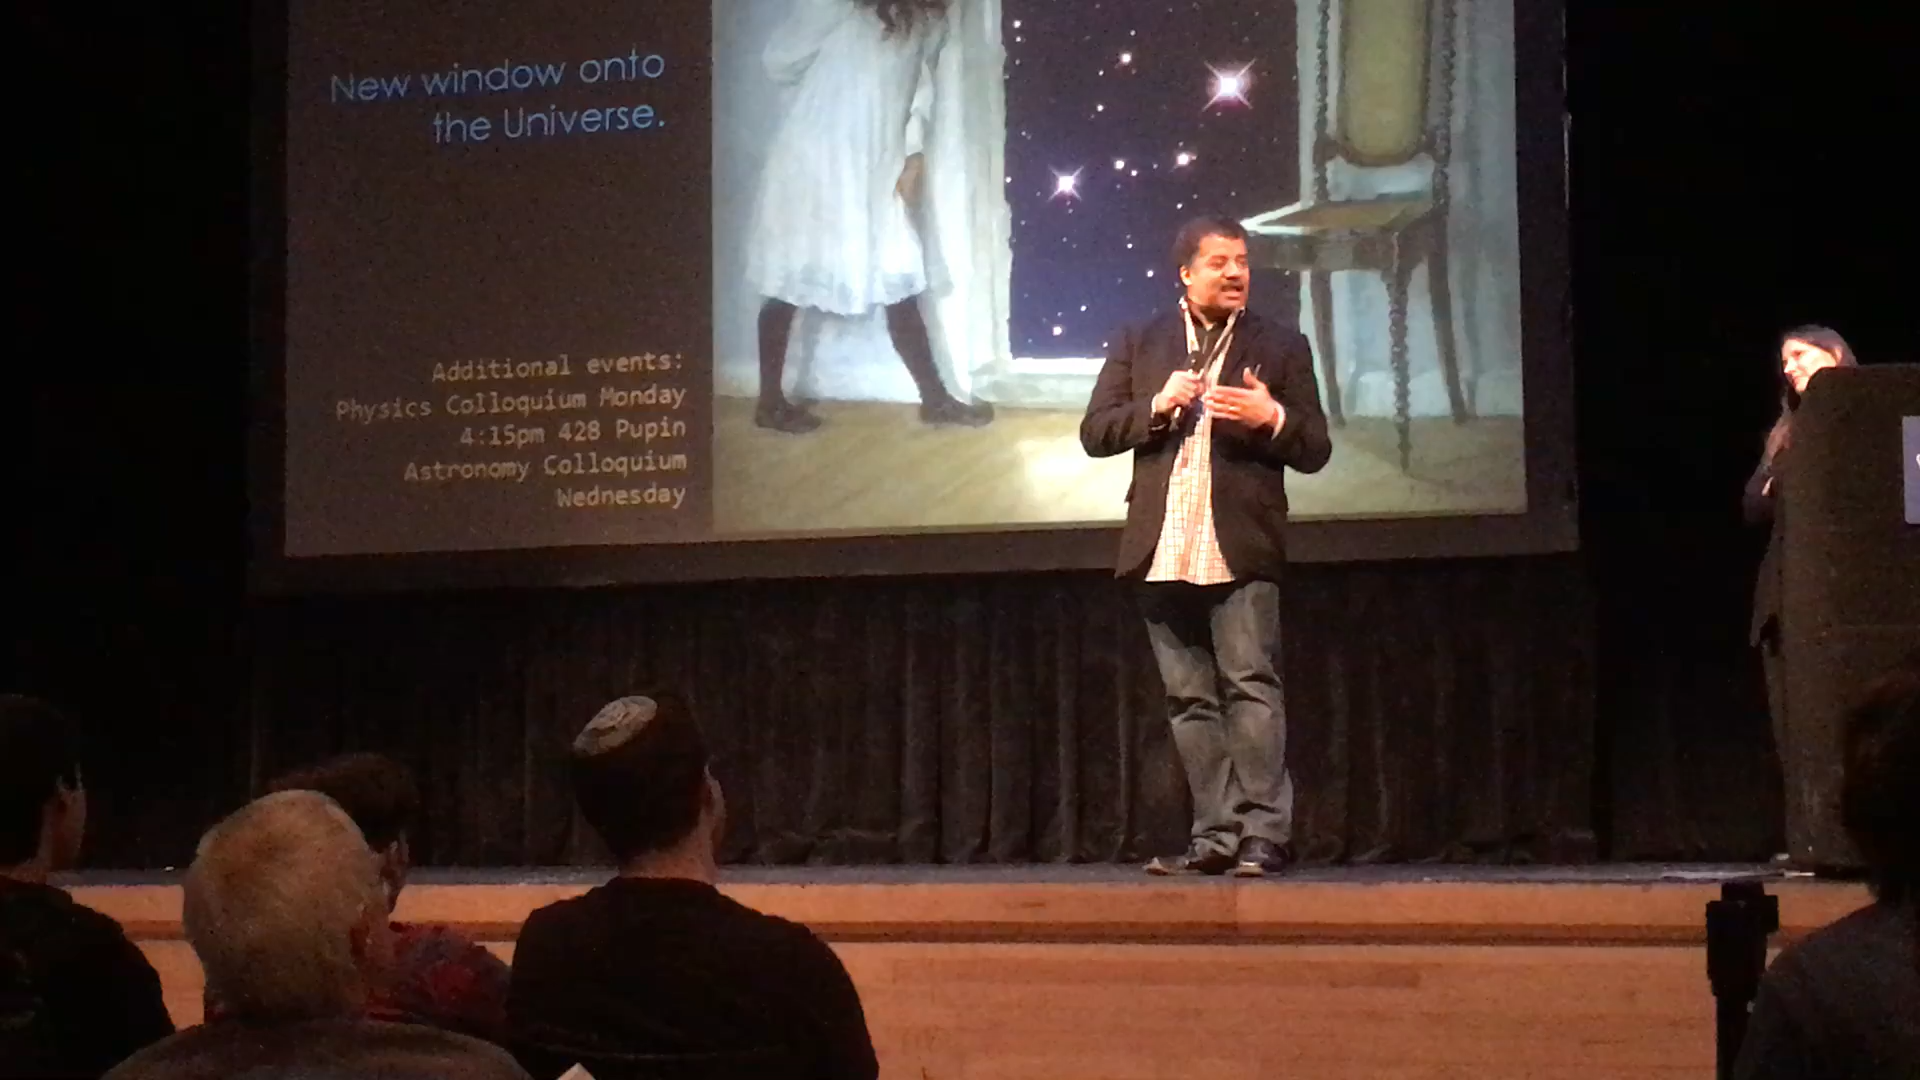 New window onto
the Universe.
Additional events:
Physics Colloquium Monday
4:15pm 428 Pupin
Astronomy Colloquium
Wednesday